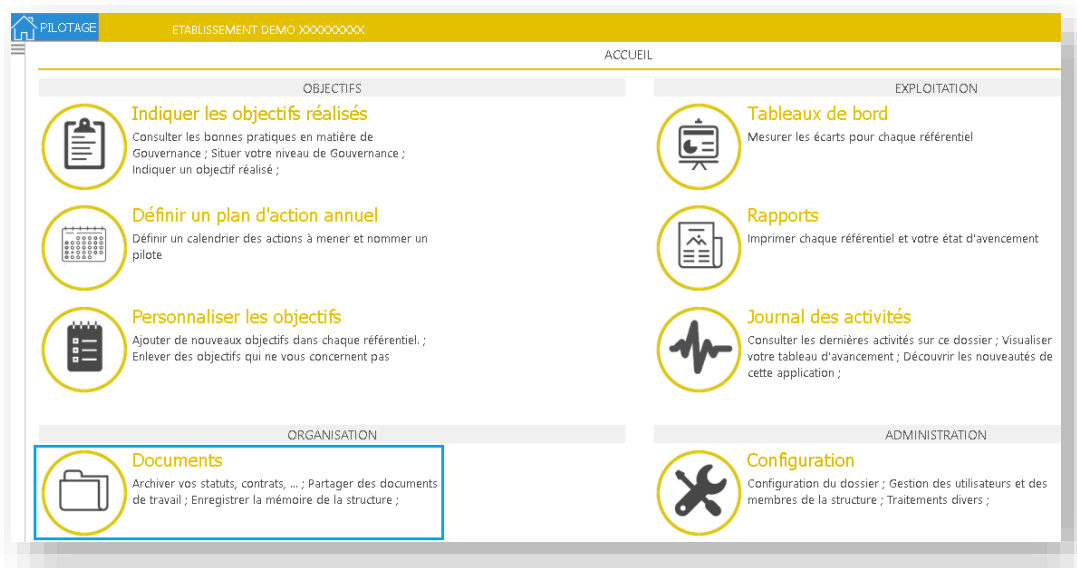 PILOTAGE
ETABLISSEMENT DEMO XXXXXXXXX
ACCUEIL
OBJECTIFS
Indiquer les objectifs réalisés
Consulter les bonnes pratiques en matière de
Gouvernance ; Situer votre niveau de Gouvernance ;
Indiquer un objectif réalisé ;
Définir un plan d'action annuel
Définir un calendrier des actions à mener et nommer un
pilote
Personnaliser les objectifs
Ajouter de nouveaux objectifs dans chaque référentiel. ;
Enlever des objectifs qui ne vous concernent pas
EXPLOITATION
Tableaux de bord
Mesurer les écarts pour chaque référentiel
Rapports
Imprimer chaque référentiel et votre état d'avencement
Journal des activités
Consulter les dernières activités sur ce dossier ; Visualiser
votre tableau d'avancement ; Découvrir les nouveautés de
cette application ;
ORGANISATION
Documents
Archiver vos statuts, contrats, ... ; Partager des documents
de travail ; Enregistrer la mémoire de la structure ;
ADMINISTRATION
Configuration
Configuration du dossier ; Gestion des utilisateurs et des
membres de la structure ; Traitements divers ;